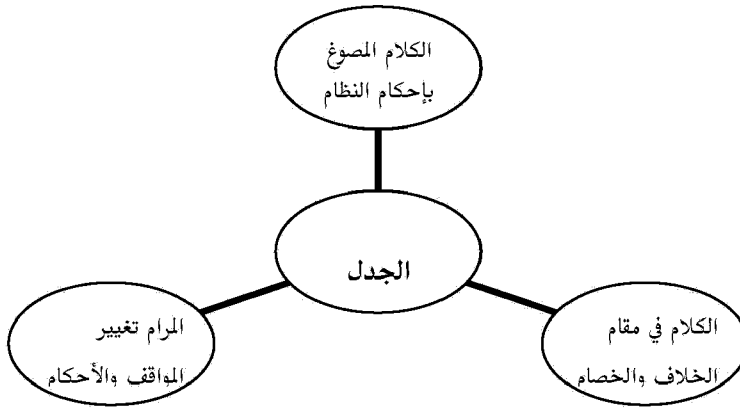 الكلام المصوغ
بإحكام النظام
الجدل
الكلام في مقام
الخلاف والخصام
المرام تغيير
المواقف والأحكام